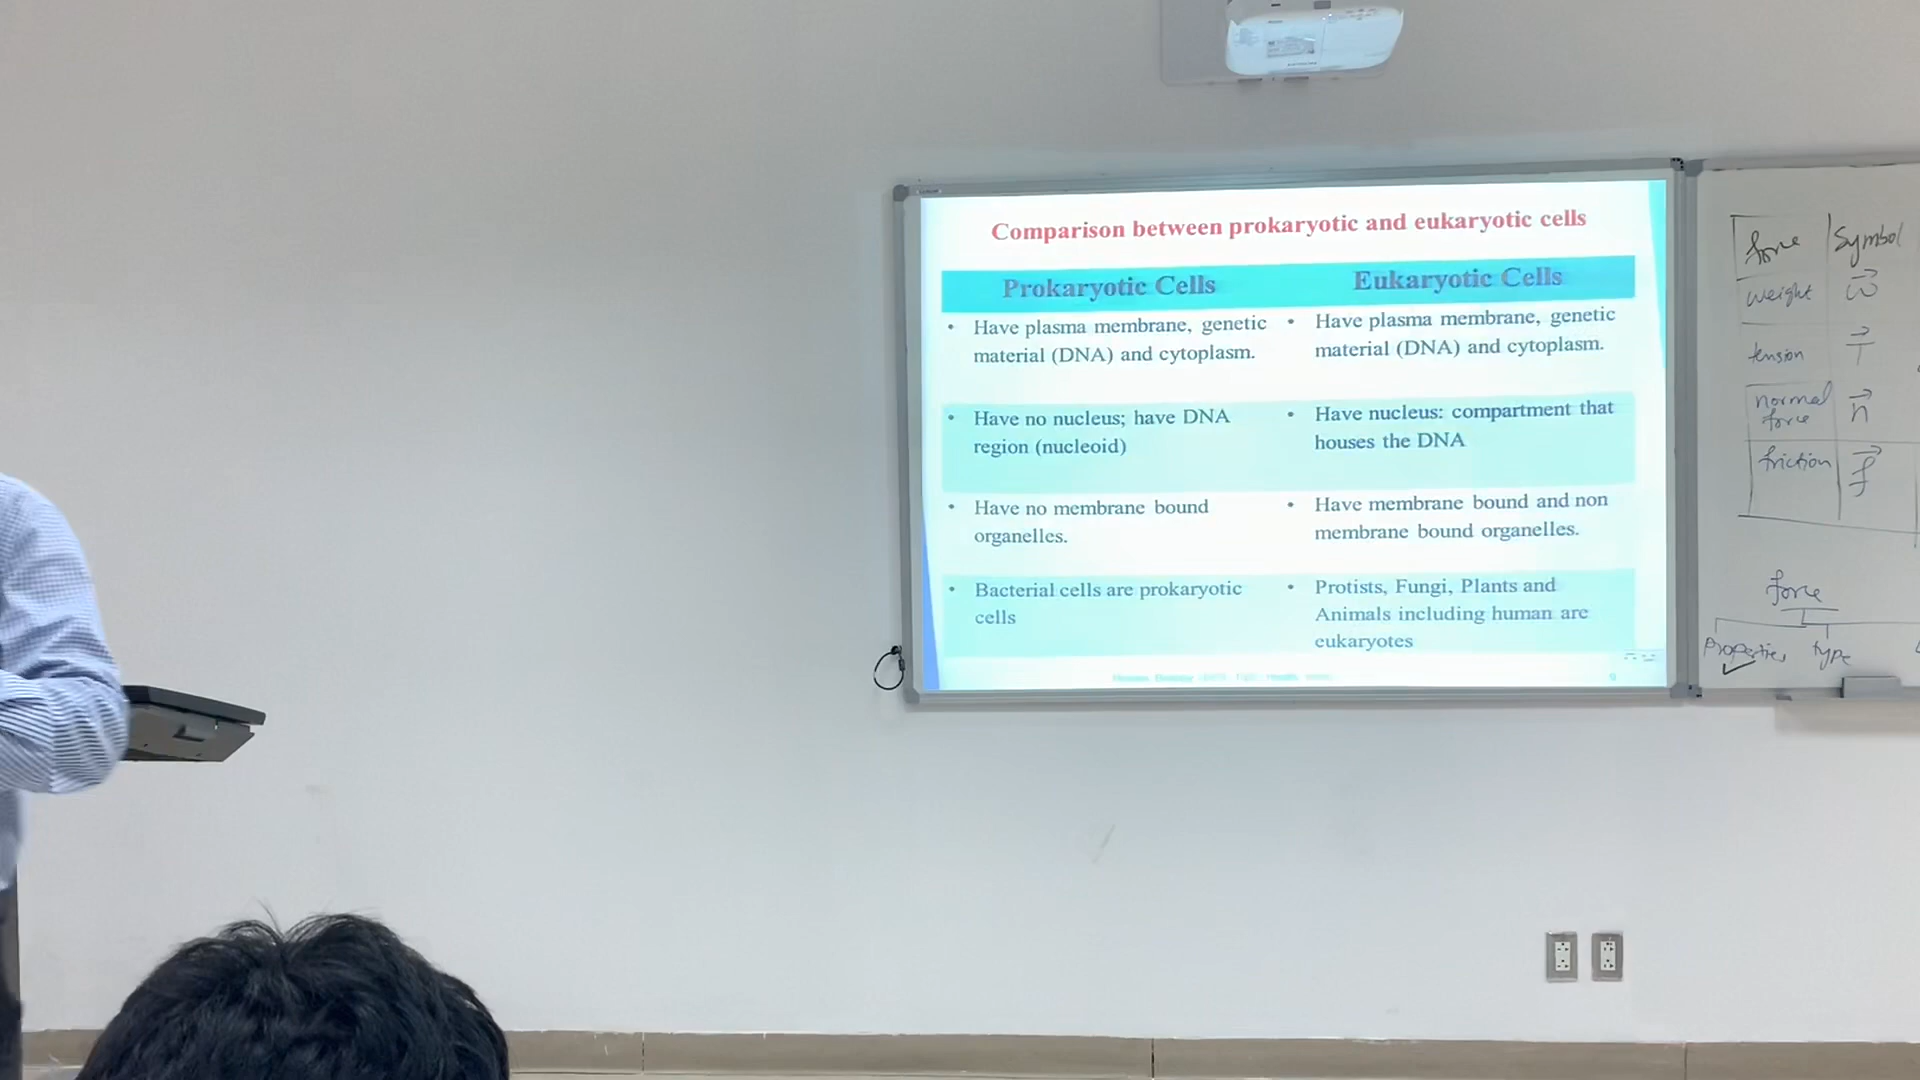 Comparison between prokaryotic and eukaryotic cells
Prokaryotic Cells
Eukaryotic Cells
• Have plasma membrane, genetic
material (DNA) and cytoplasm.
• Have plasma membrane, genetic
material (DNA) and cytoplasm.
• Have no nucleus; have DNA
region (nucleoid)
• Have nucleus: compartment that
houses the DNA
• Have no membrane bound
organelles.
• Have membrane bound and non
membrane bound organelles.
• Bacterial cells are prokaryotic
cells
• Protists, Fungi, Plants and
Animals including human are
eukaryotes
9
force Symbol
weight w⃗
tension T⃗
normal
force n⃗
friction f⃗
force
Properties type